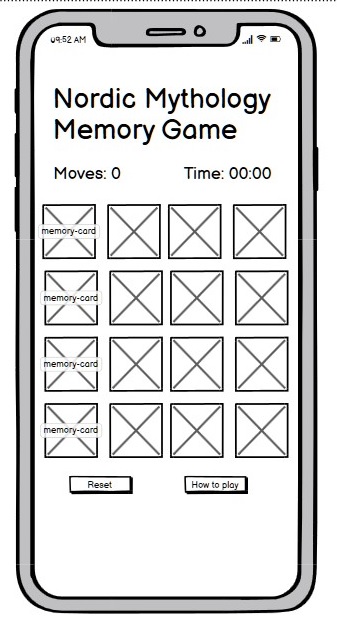 09:52 AM
Nordic Mythology
Memory Game
Moves: 0 Time: 00:00
memory-card
memory-card
memory-card
memory-card
Reset How to play